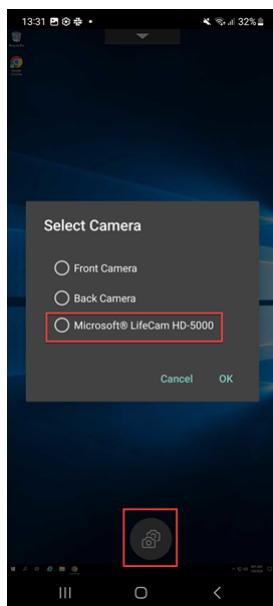 13:31
32%
Select Camera
Front Camera
Back Camera
Microsoft® LifeCam HD-5000
Cancel OK